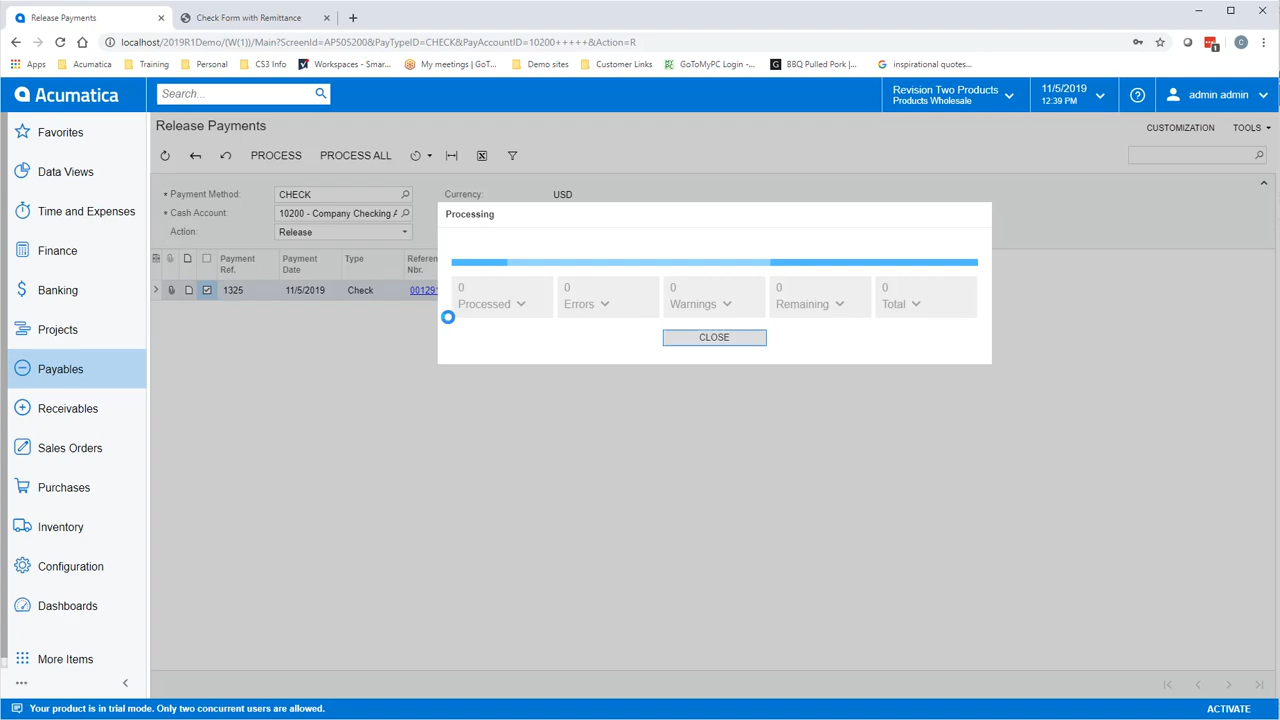 Release Payments
Check Form with Remittance
localhost/2019R1Demo/(W(1))/Main?ScreenId=AP505200&PayTypeID=CHECK&PayAccountID=10200+++++&Action=R
1
C
Apps
Acumatica
Training
Personal
CS3 Info
Workspaces - Smar...
My meetings | GoT...
Demo sites
Customer Links
GoToMyPC Login -...
BBQ Pulled Pork |...
inspirational quotes...
Acumatica
Search...
Revision Two Products
Products Wholesale
11/5/2019
12:39 PM
admin admin
Favorites
Data Views
Time and Expenses
Finance
Banking
Projects
Payables
Receivables
Sales Orders
Purchases
Inventory
Configuration
Dashboards
More Items
Release Payments
CUSTOMIZATION
TOOLS
PROCESS
PROCESS ALL
* Payment Method:
CHECK
Currency:
USD
* Cash Account:
10200 - Company Checking A
Action:
Release
Payment Ref.
Payment Date
Type
Referen
Nbr.
1325
11/5/2019
Check
001291
Processing
0
Processed
0
Errors
0
Warnings
0
Remaining
0
Total
CLOSE
Your product is in trial mode. Only two concurrent users are allowed.
ACTIVATE